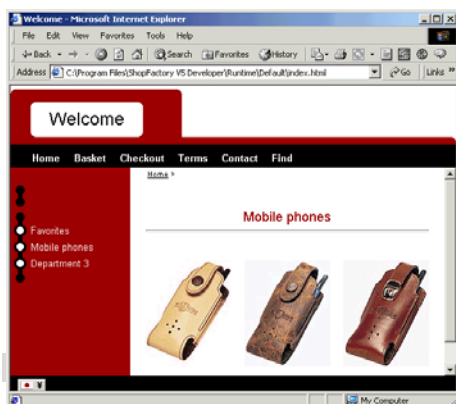 Welcome - Microsoft Internet Explorer
File Edit View Favorites Tools Help
Back Search Favorites History
Address C:\Program Files\ShopFactory V5 Developer\Runtime\Default\index.html Go Links »
Welcome
Home Basket Checkout Terms Contact Find
Home >
Favorites
Mobile phones
Department 3
Mobile phones
¥
My Computer